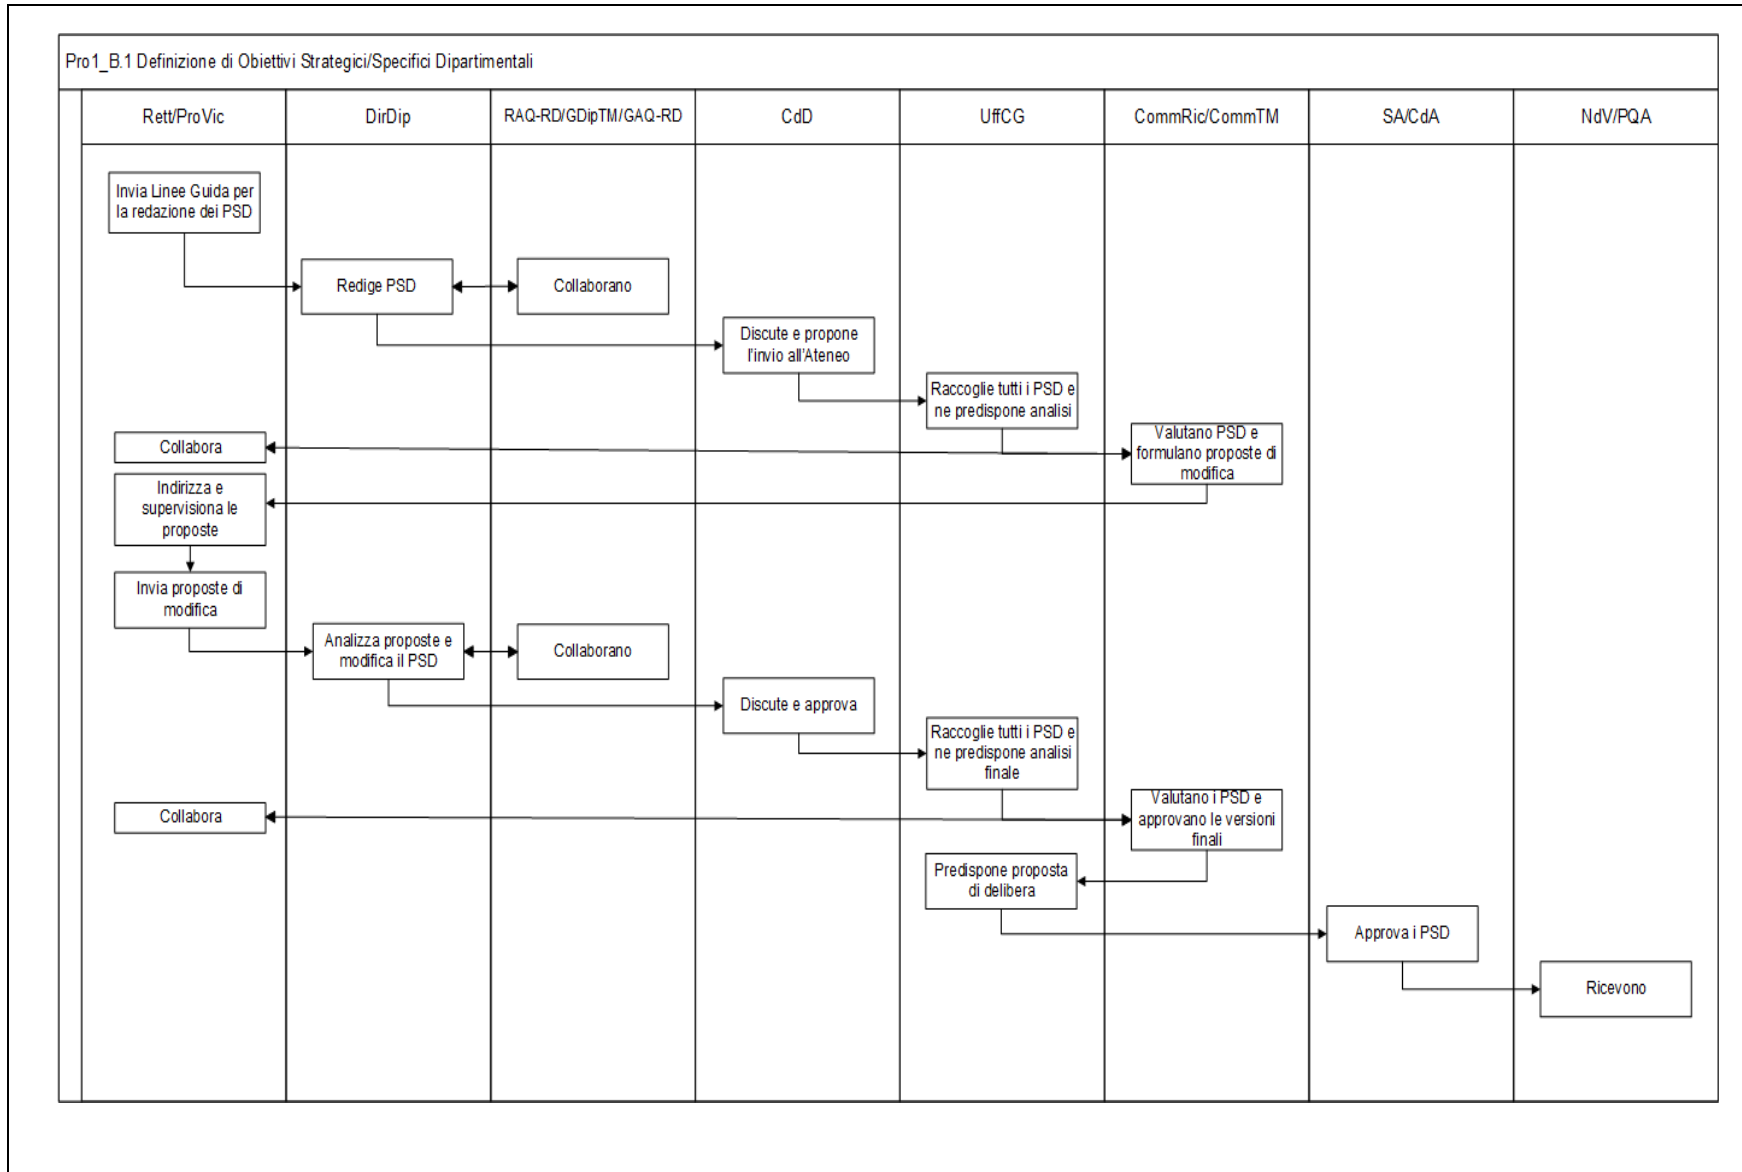 Pro1_B.1 Definizione di Obiettivi Strategici/Specifici Dipartimentali
Rett/ProVic
DirDip
RAQ-RD/GDipTM/GAQ-RD
CdD
UffCG
CommRic/CommTM
SA/CdA
NdV/PQA
Invia Linee Guida per
la redazione dei PSD
Redige PSD
Collaborano
Discute e propone
l'invio all'Ateneo
Raccoglie tutti i PSD e
ne predispone analisi
Collabora
Valutano PSD e
formulano proposte di
modifica
Indirizza e
supervisiona le
proposte
Invia proposte di
modifica
Analizza proposte e
modifica il PSD
Collaborano
Discute e approva
Raccoglie tutti i PSD e
ne predispone analisi
finale
Collabora
Valutano i PSD e
approvano le versioni
finali
Predispone proposta
di delibera
Approva i PSD
Ricevono